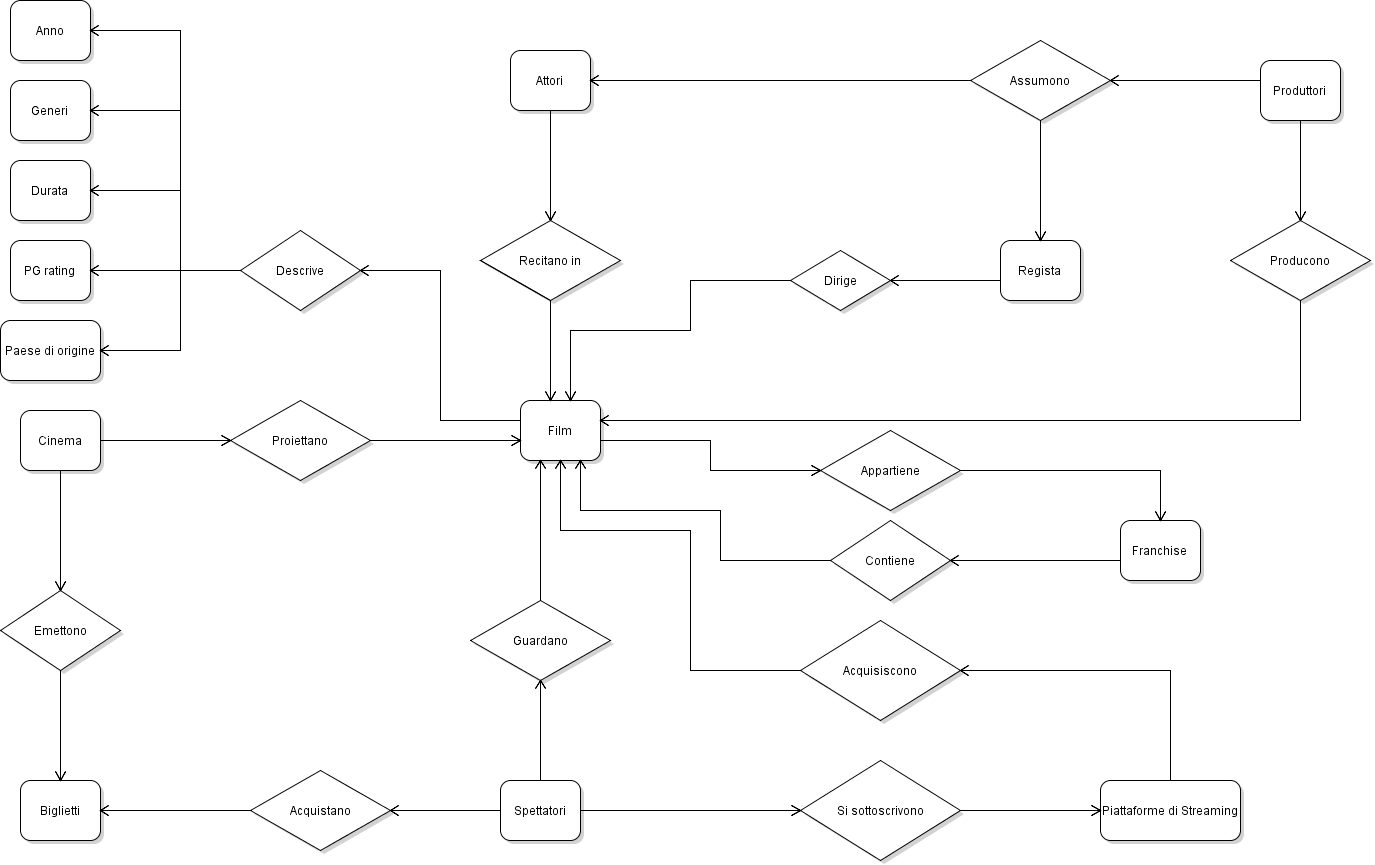 Anno
Attori
Assumono
Produttori
Generi
Durata
PG rating
Descrive
Recitano in
Dirige
Regista
Producono
Paese di origine
Cinema
Proiettano
Film
Appartiene
Contiene
Franchise
Emettono
Guardano
Acquisiscono
Biglietti
Acquistano
Spettatori
Si sottoscrivono
Piattaforme di Streaming